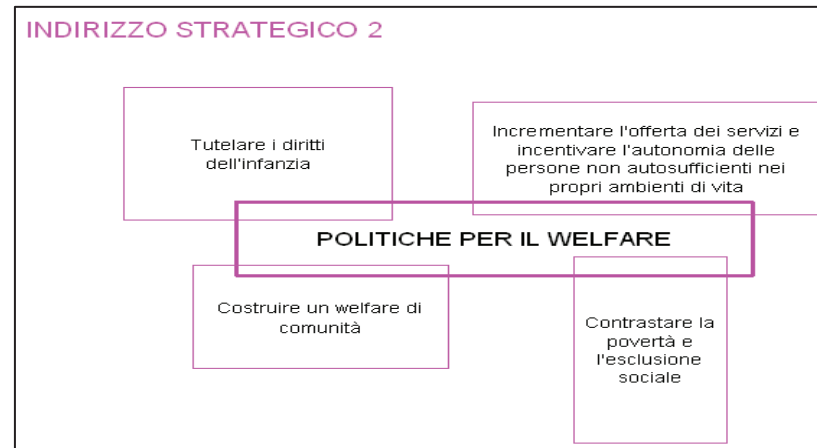 INDIRIZZO STRATEGICO 2
Tutelare i diritti
dell'infanzia
Incrementare l'offerta dei servizi e
incentivare l'autonomia delle
persone non autosufficienti nei
propri ambienti di vita
POLITICHE PER IL WELFARE
Costruire un welfare di
comunità
Contrastare la
povertà e
l'esclusione
sociale